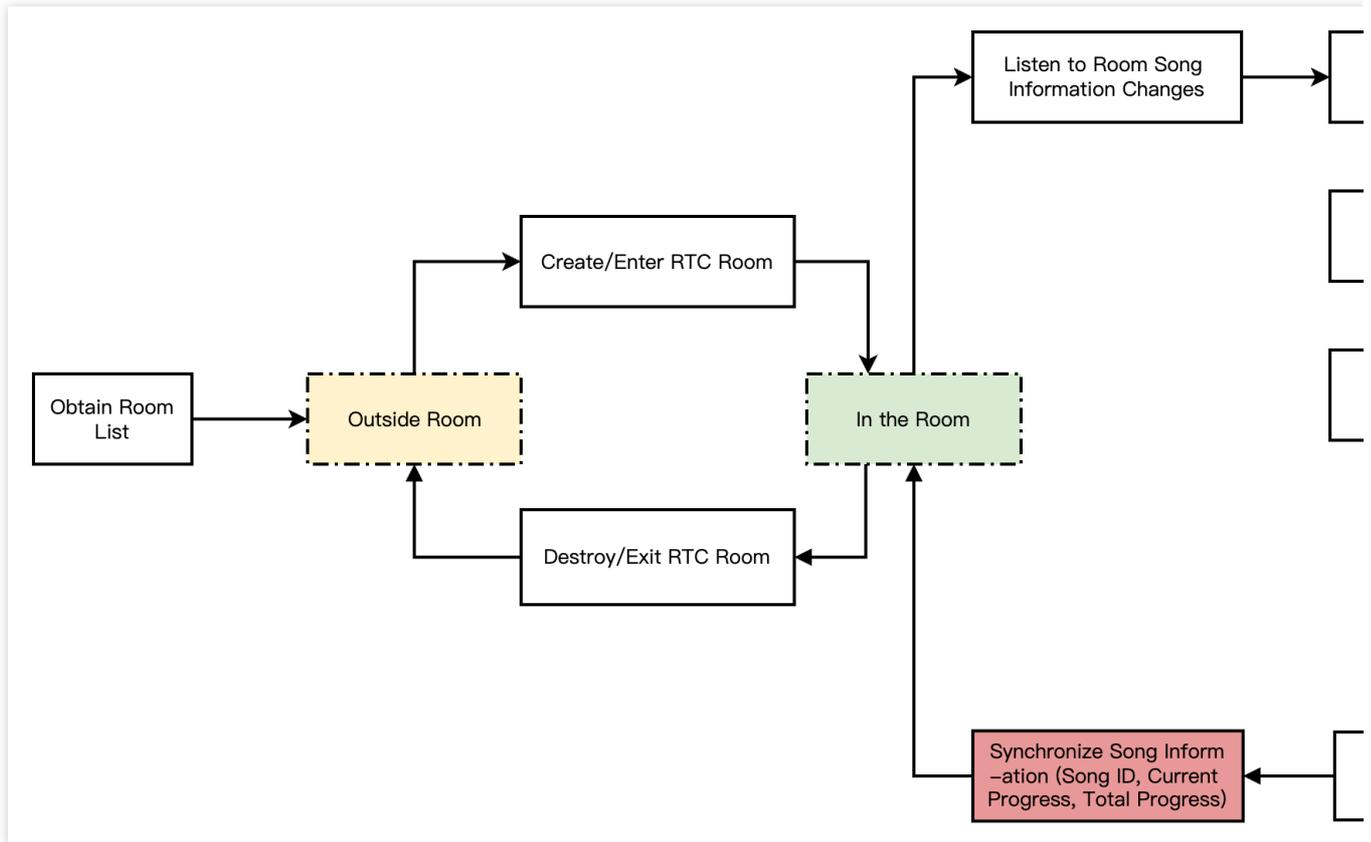 Listen to Room Song
Information Changes
Create/Enter RTC Room
Obtain Room
List
Outside Room
In the Room
Destroy/Exit RTC Room
Synchronize Song Inform
-ation (Song ID, Current
Progress, Total Progress)